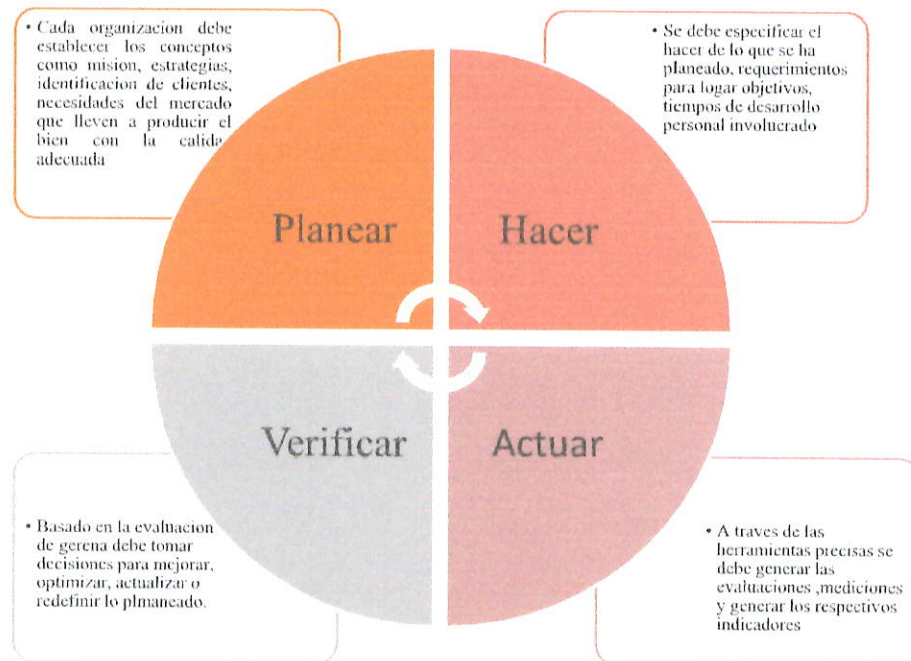 • Cada organizacion debe
establecer los conceptos
como mision, estrategias,
identificacion de clientes,
necesidades del mercado
que lleven a producir el
bien con la calida
adecuada
• Se debe especificar el
hacer de lo que se ha
planeado, requerimientos
para logar objetivos,
tiempos de desarrollo
personal involucrado
Planear
Hacer
Verificar
Actuar
• Basado en la evaluacion
de gerena debe tomar
decisiones para mejorar,
optimizar, actualizar o
redefinir lo plmaneado.
• A traves de las
herramientas precisas se
debe generar las
evaluaciones ,mediciones
y generar los respectivos
indicadores